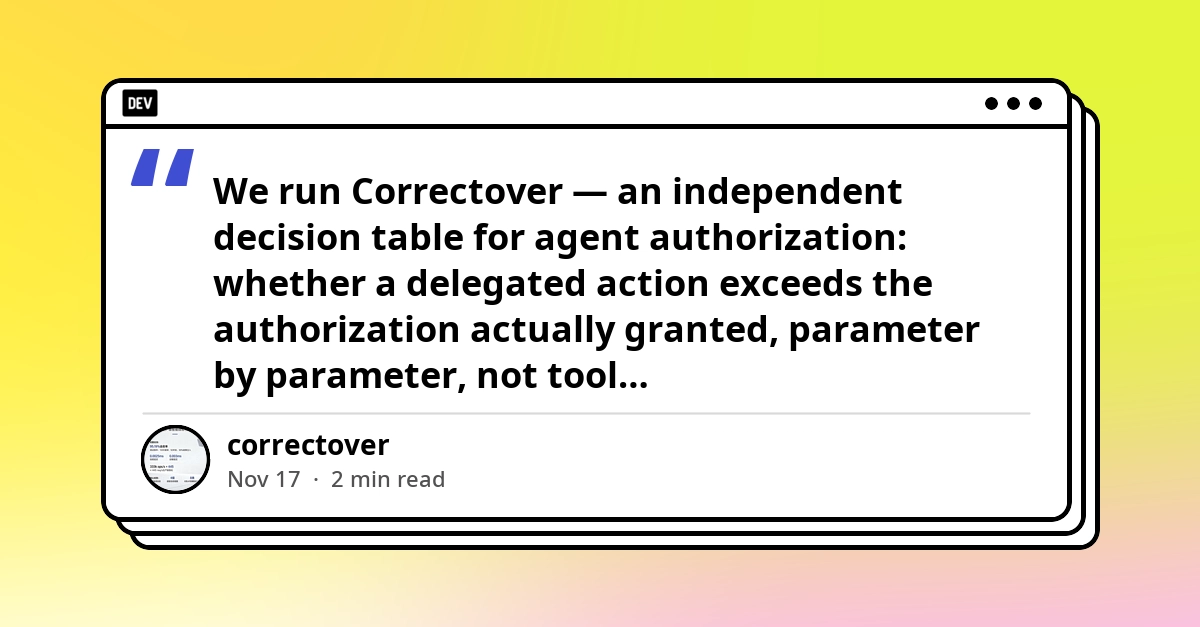 DEV
We run Correctover — an independent
decision table for agent authorization:
whether a delegated action exceeds the
authorization actually granted, parameter
by parameter, not tool...
correctover
Nov 17 · 2 min read